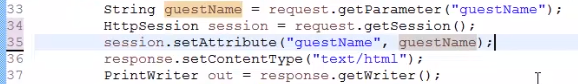 33 String guestName = request.getParameter("guestName");
34 HttpSession session = request.getSession();
35 session.setAttribute("guestName", guestName);
36 response.setContentType("text/html");
37 PrintWriter out = response.getWriter();